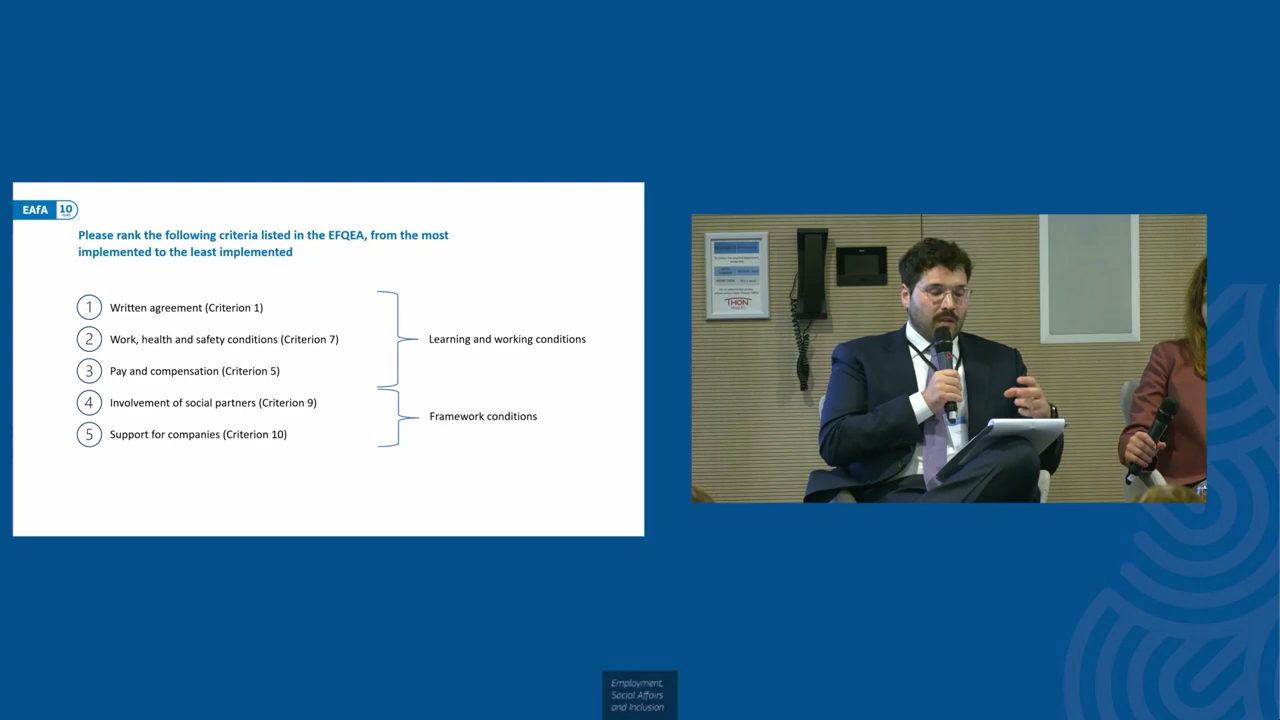 EAfA 10
YEARS
Please rank the following criteria listed in the EFQEA, from the most
implemented to the least implemented
1 Written agreement (Criterion 1)
2 Work, health and safety conditions (Criterion 7)
3 Pay and compensation (Criterion 5)
4 Involvement of social partners (Criterion 9)
5 Support for companies (Criterion 10)
Learning and working conditions
Framework conditions
THON
Employment,
Social Affairs
and Inclusion